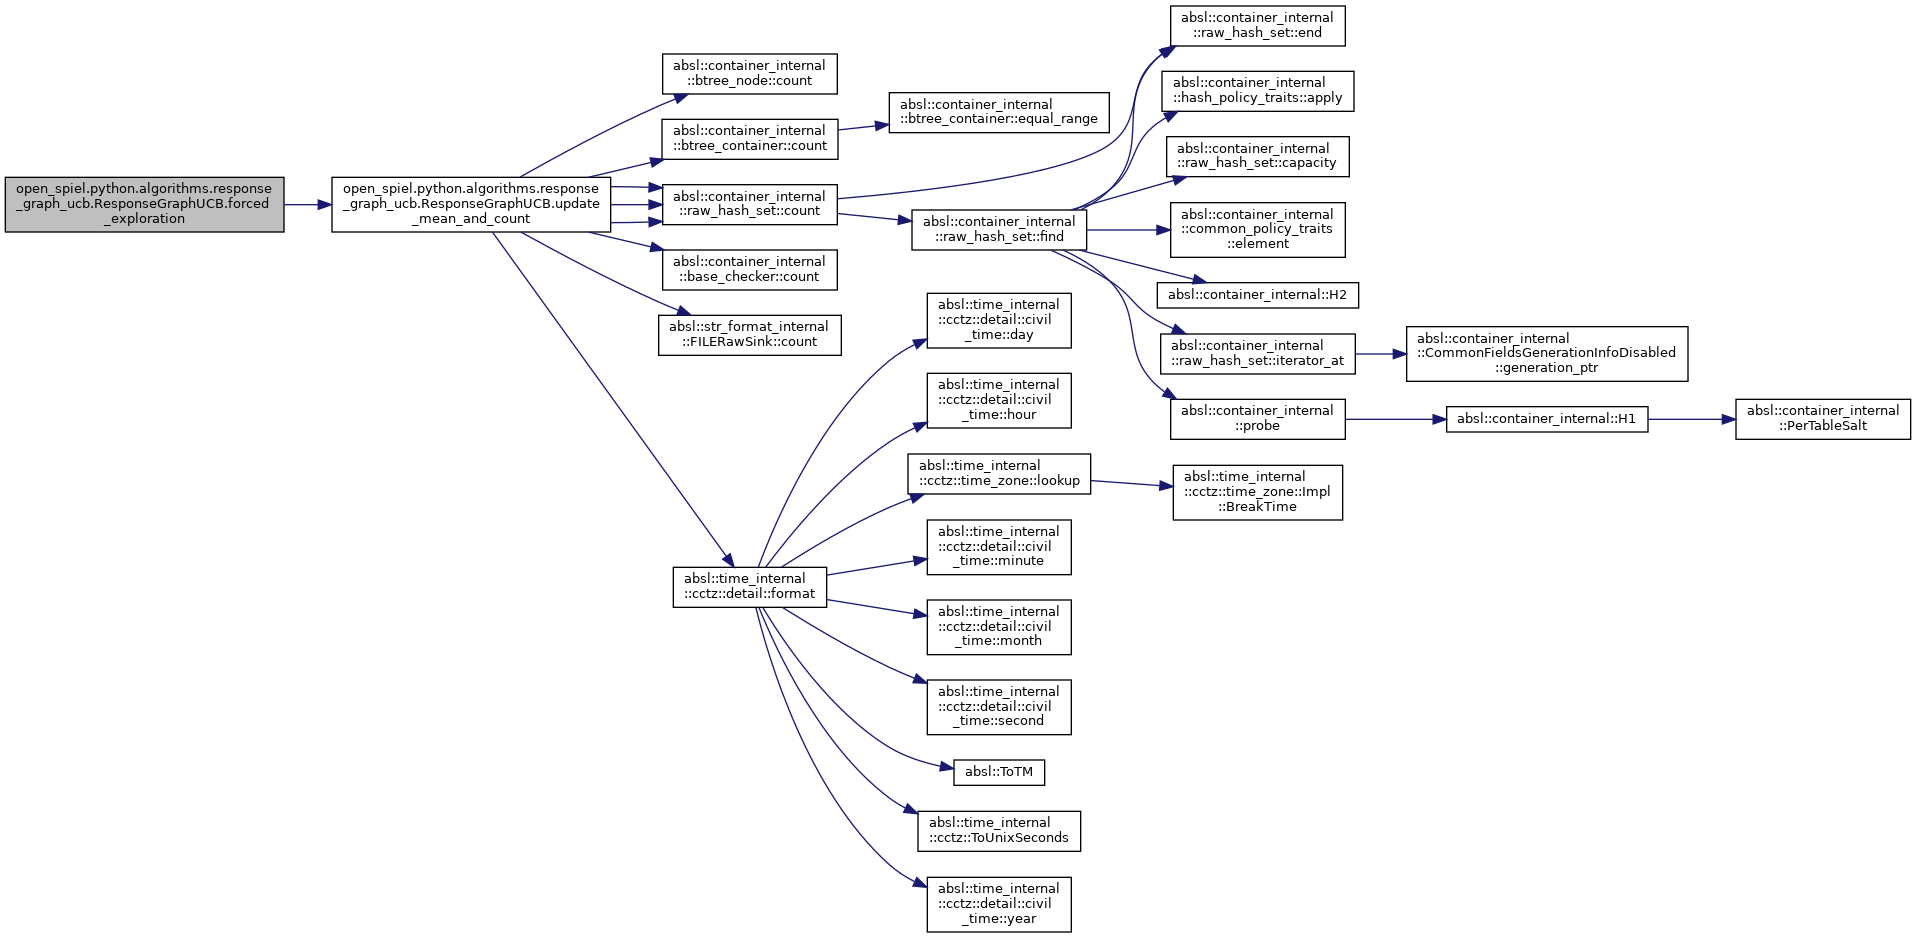 open_spiel.python.algorithms.response
_graph_ucb.ResponseGraphUCB.forced
_exploration
open_spiel.python.algorithms.response
_graph_ucb.ResponseGraphUCB.update
_mean_and_count
absl::container_internal
::btree_node::count
absl::container_internal
::btree_container::count
absl::container_internal
::raw_hash_set::count
absl::container_internal
::base_checker::count
absl::str_format_internal
::FILERawSink::count
absl::time_internal
::cctz::detail::format
absl::container_internal
::btree_container::equal_range
absl::container_internal
::raw_hash_set::find
absl::time_internal
::cctz::detail::civil
_time::day
absl::time_internal
::cctz::detail::civil
_time::hour
absl::time_internal
::cctz::time_zone::lookup
absl::time_internal
::cctz::detail::civil
_time::minute
absl::time_internal
::cctz::detail::civil
_time::month
absl::time_internal
::cctz::detail::civil
_time::second
absl::ToTM
absl::time_internal
::cctz::ToUnixSeconds
absl::time_internal
::cctz::detail::civil
_time::year
absl::container_internal
::raw_hash_set::end
absl::container_internal
::hash_policy_traits::apply
absl::container_internal
::raw_hash_set::capacity
absl::container_internal
::common_policy_traits
::element
absl::container_internal::H2
absl::container_internal
::raw_hash_set::iterator_at
absl::container_internal
::probe
absl::time_internal
::cctz::time_zone::Impl
::BreakTime
absl::container_internal
::CommonFieldsGenerationInfoDisabled
::generation_ptr
absl::container_internal::H1
absl::container_internal
::PerTableSalt